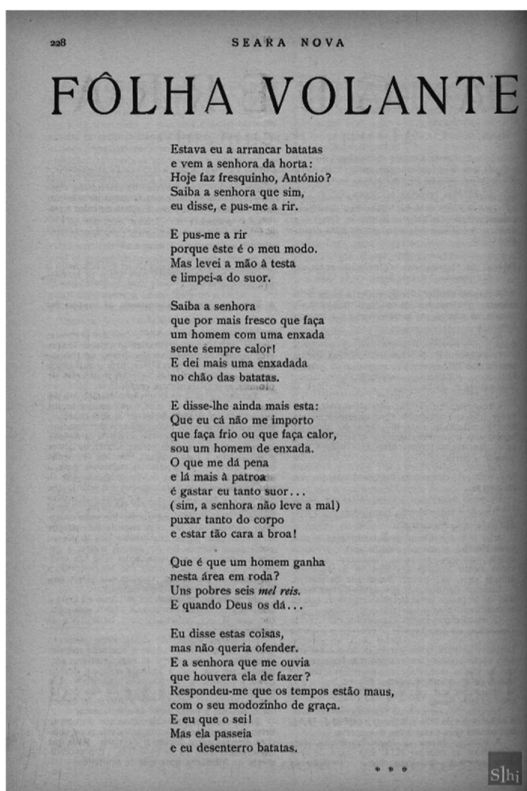 228
SEARA NOVA
FÔLHA VOLANTE
Estava eu a arrancar batatas
e vem a senhora da horta:
Hoje faz fresquinho, António?
Saiba a senhora que sim,
eu disse, e pus-me a rir.
E pus-me a rir
porque êste é o meu modo.
Mas levei a mão à testa
e limpei-a do suor.
Saiba a senhora
que por mais fresco que faça
um homem com uma enxada
sente sempre calor!
E dei mais uma enxadada
no chão das batatas.
E disse-lhe ainda mais esta:
Que eu cá não me importo
que faça frio ou que faça calor,
sou um homem de enxada.
O que me dá pena
e lá mais à patroa
é gastar eu tanto suor...
(sim, a senhora não leve a mal)
puxar tanto do corpo
e estar tão cara a broa!
Que é que um homem ganha
nesta área em roda?
Uns pobres seis mel reis.
E quando Deus os dá...
Eu disse estas coisas,
mas não queria ofender.
E a senhora que me ouvia
que houvera ela de fazer?
Respondeu-me que os tempos estão maus,
com o seu modozinho de graça.
E eu que o sei!
Mas ela passeia
e eu desenterro batatas.
* * *
S|hj